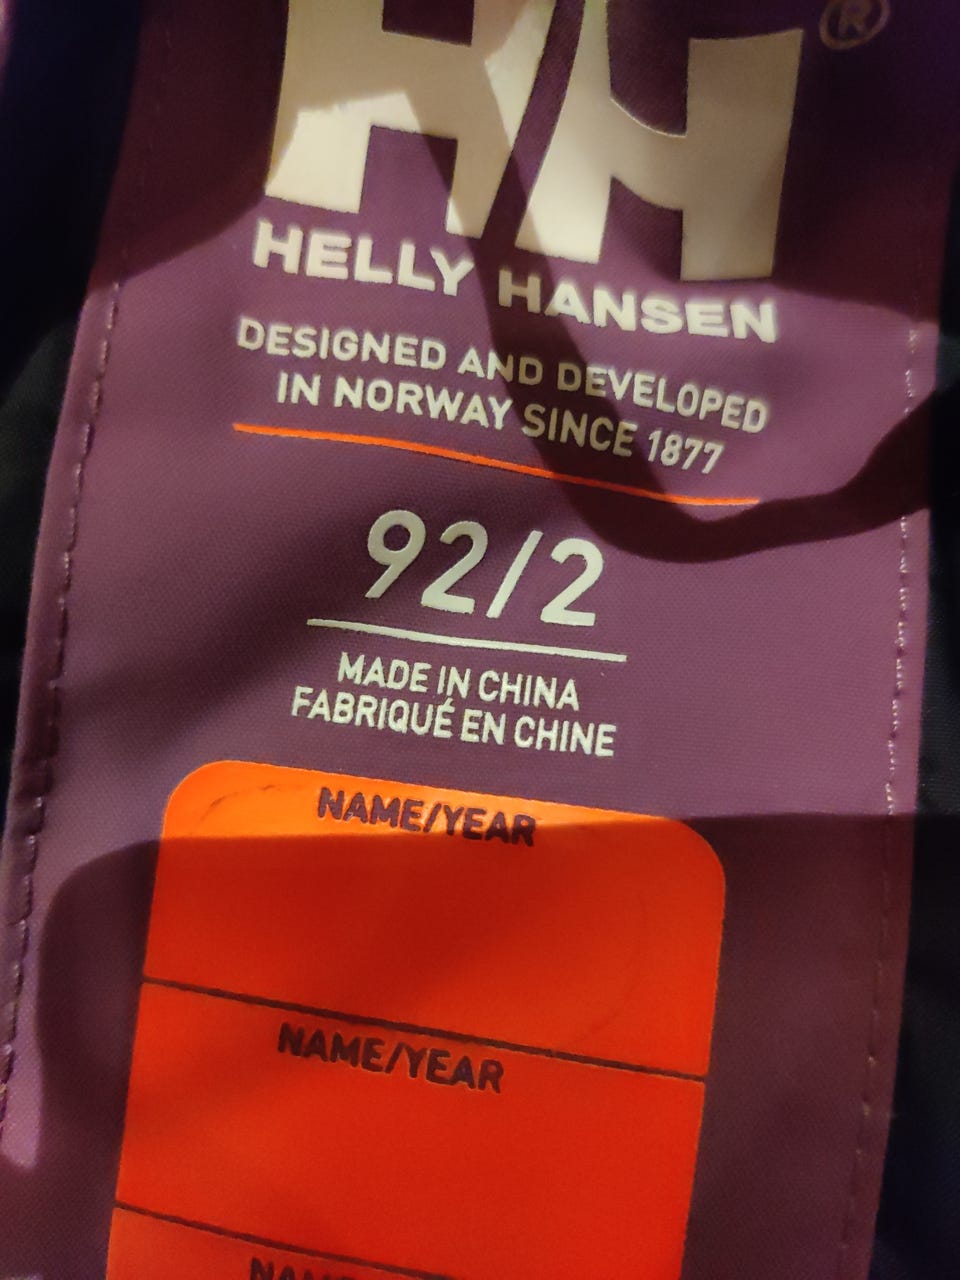 HH®
HELLY HANSEN
DESIGNED AND DEVELOPED
IN NORWAY SINCE 1877
92/2
MADE IN CHINA
FABRIQUÉ EN CHINE
NAME/YEAR
NAME/YEAR